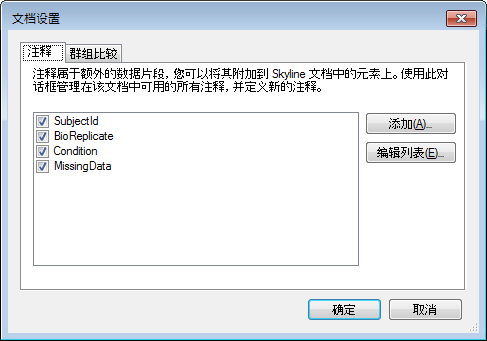 文档设置
注释
群组比较
注释属于额外的数据片段，您可以将其附加到 Skyline 文档中的元素上。使用此对
话框管理在该文档中可用的所有注释，并定义新的注释。
SubjectId
BioReplicate
Condition
MissingData
添加(A)...
编辑列表(E)...
确定
取消